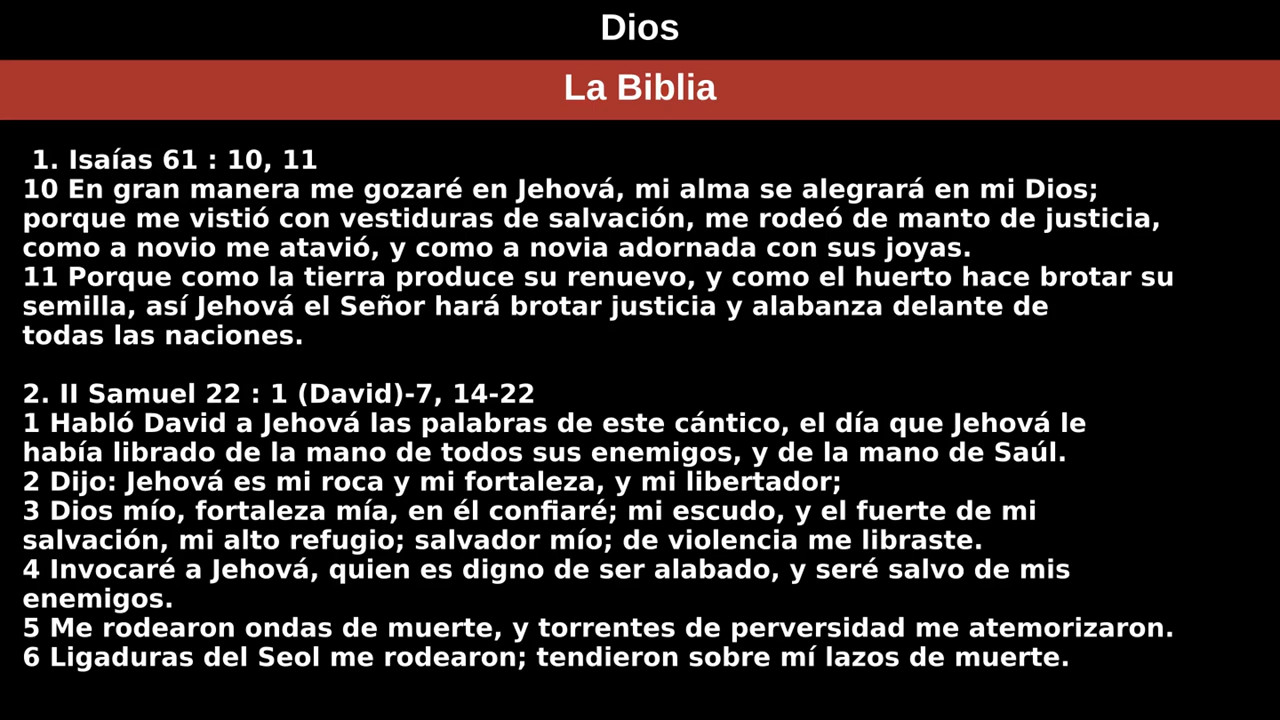 Dios
La Biblia
1. Isaías 61 : 10, 11
10 En gran manera me gozaré en Jehová, mi alma se alegrará en mi Dios;
porque me vistió con vestiduras de salvación, me rodeó de manto de justicia,
como a novio me atavió, y como a novia adornada con sus joyas.
11 Porque como la tierra produce su renuevo, y como el huerto hace brotar su
semilla, así Jehová el Señor hará brotar justicia y alabanza delante de
todas las naciones.
2. II Samuel 22 : 1 (David)-7, 14-22
1 Habló David a Jehová las palabras de este cántico, el día que Jehová le
había librado de la mano de todos sus enemigos, y de la mano de Saúl.
2 Dijo: Jehová es mi roca y mi fortaleza, y mi libertador;
3 Dios mío, fortaleza mía, en él confiaré; mi escudo, y el fuerte de mi
salvación, mi alto refugio; salvador mío; de violencia me libraste.
4 Invocaré a Jehová, quien es digno de ser alabado, y seré salvo de mis
enemigos.
5 Me rodearon ondas de muerte, y torrentes de perversidad me atemorizaron.
6 Ligaduras del Seol me rodearon; tendieron sobre mí lazos de muerte.